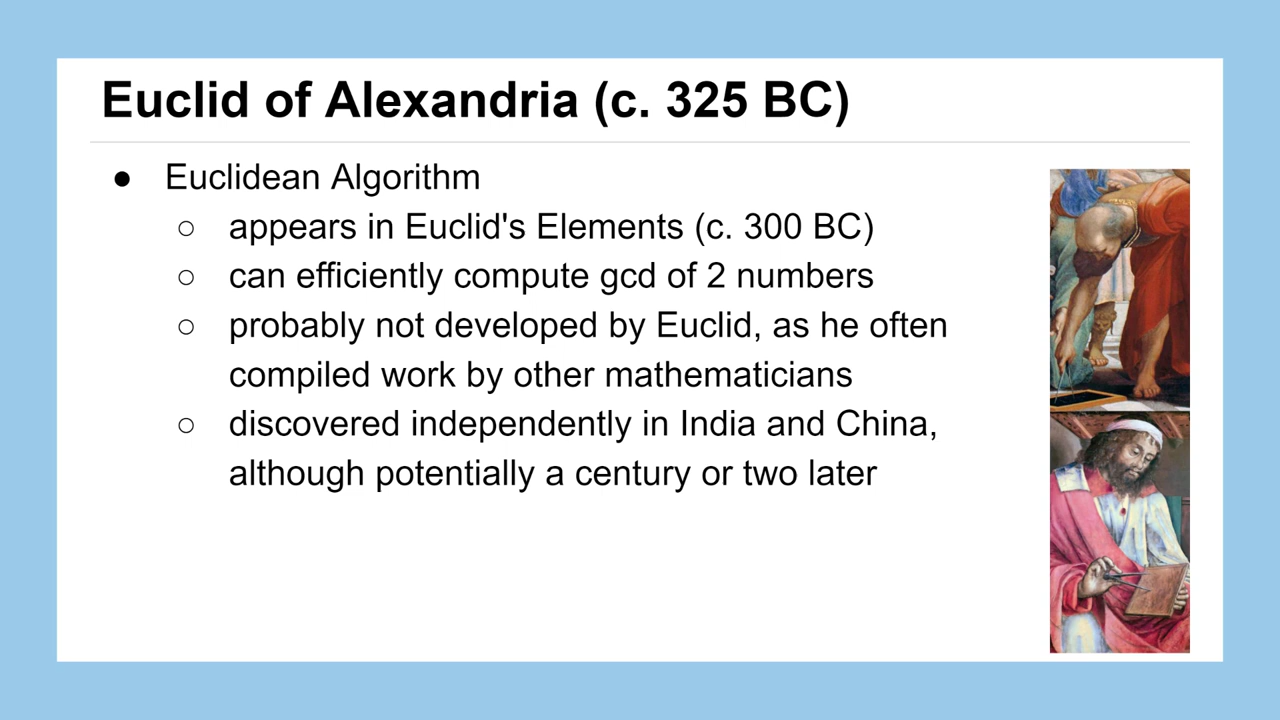 Euclid of Alexandria (c. 325 BC)
● Euclidean Algorithm
○ appears in Euclid's Elements (c. 300 BC)
○ can efficiently compute gcd of 2 numbers
○ probably not developed by Euclid, as he often
compiled work by other mathematicians
○ discovered independently in India and China,
although potentially a century or two later